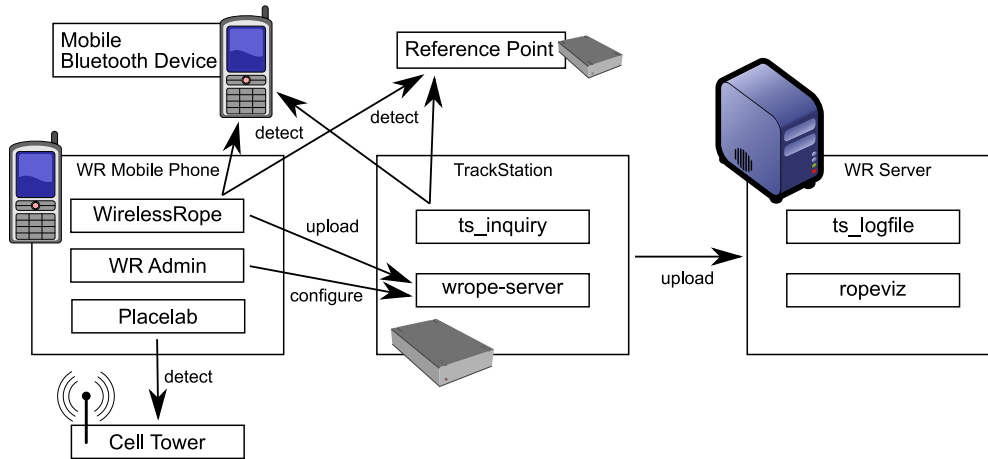 Mobile
Bluetooth Device
Reference Point
detect
detect
WR Mobile Phone
TrackStation
WR Server
WirelessRope
ts_inquiry
ts_logfile
upload
WR Admin
wrope-server
ropeviz
configure
upload
Placelab
detect
Cell Tower